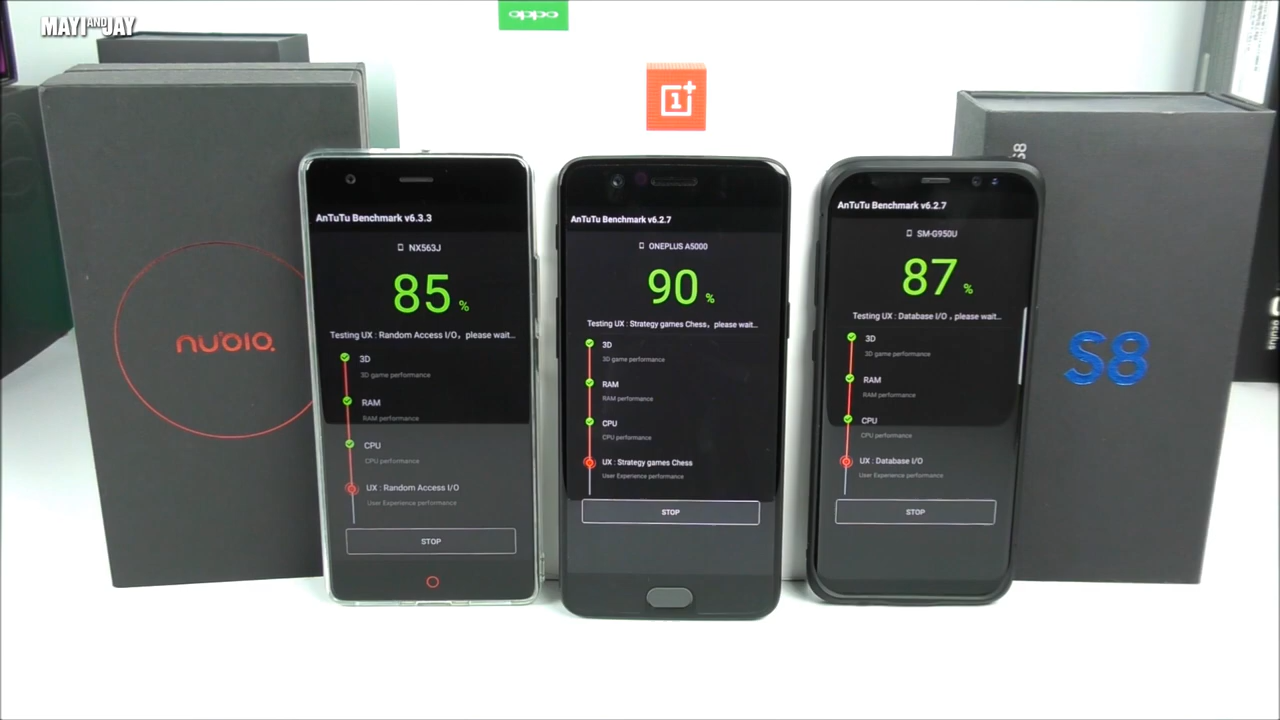 MAYI AND JAY
oppo
1+
nubia
S8
AnTuTu Benchmark v6.3.3
NX563J
85 %
Testing UX : Random Access I/O, please wait...
3D
3D game performance
RAM
RAM performance
CPU
CPU performance
UX : Random Access I/O
User Experience performance
STOP
AnTuTu Benchmark v6.2.7
ONEPLUS A5000
90 %
Testing UX : Strategy games Chess, please wait...
3D
3D game performance
RAM
RAM performance
CPU
CPU performance
UX : Strategy games Chess
User Experience performance
STOP
AnTuTu Benchmark v6.2.7
SM-G950U
87 %
Testing UX : Database I/O , please wait...
3D
3D game performance
RAM
RAM performance
CPU
CPU performance
UX : Database I/O
User Experience performance
STOP
S8